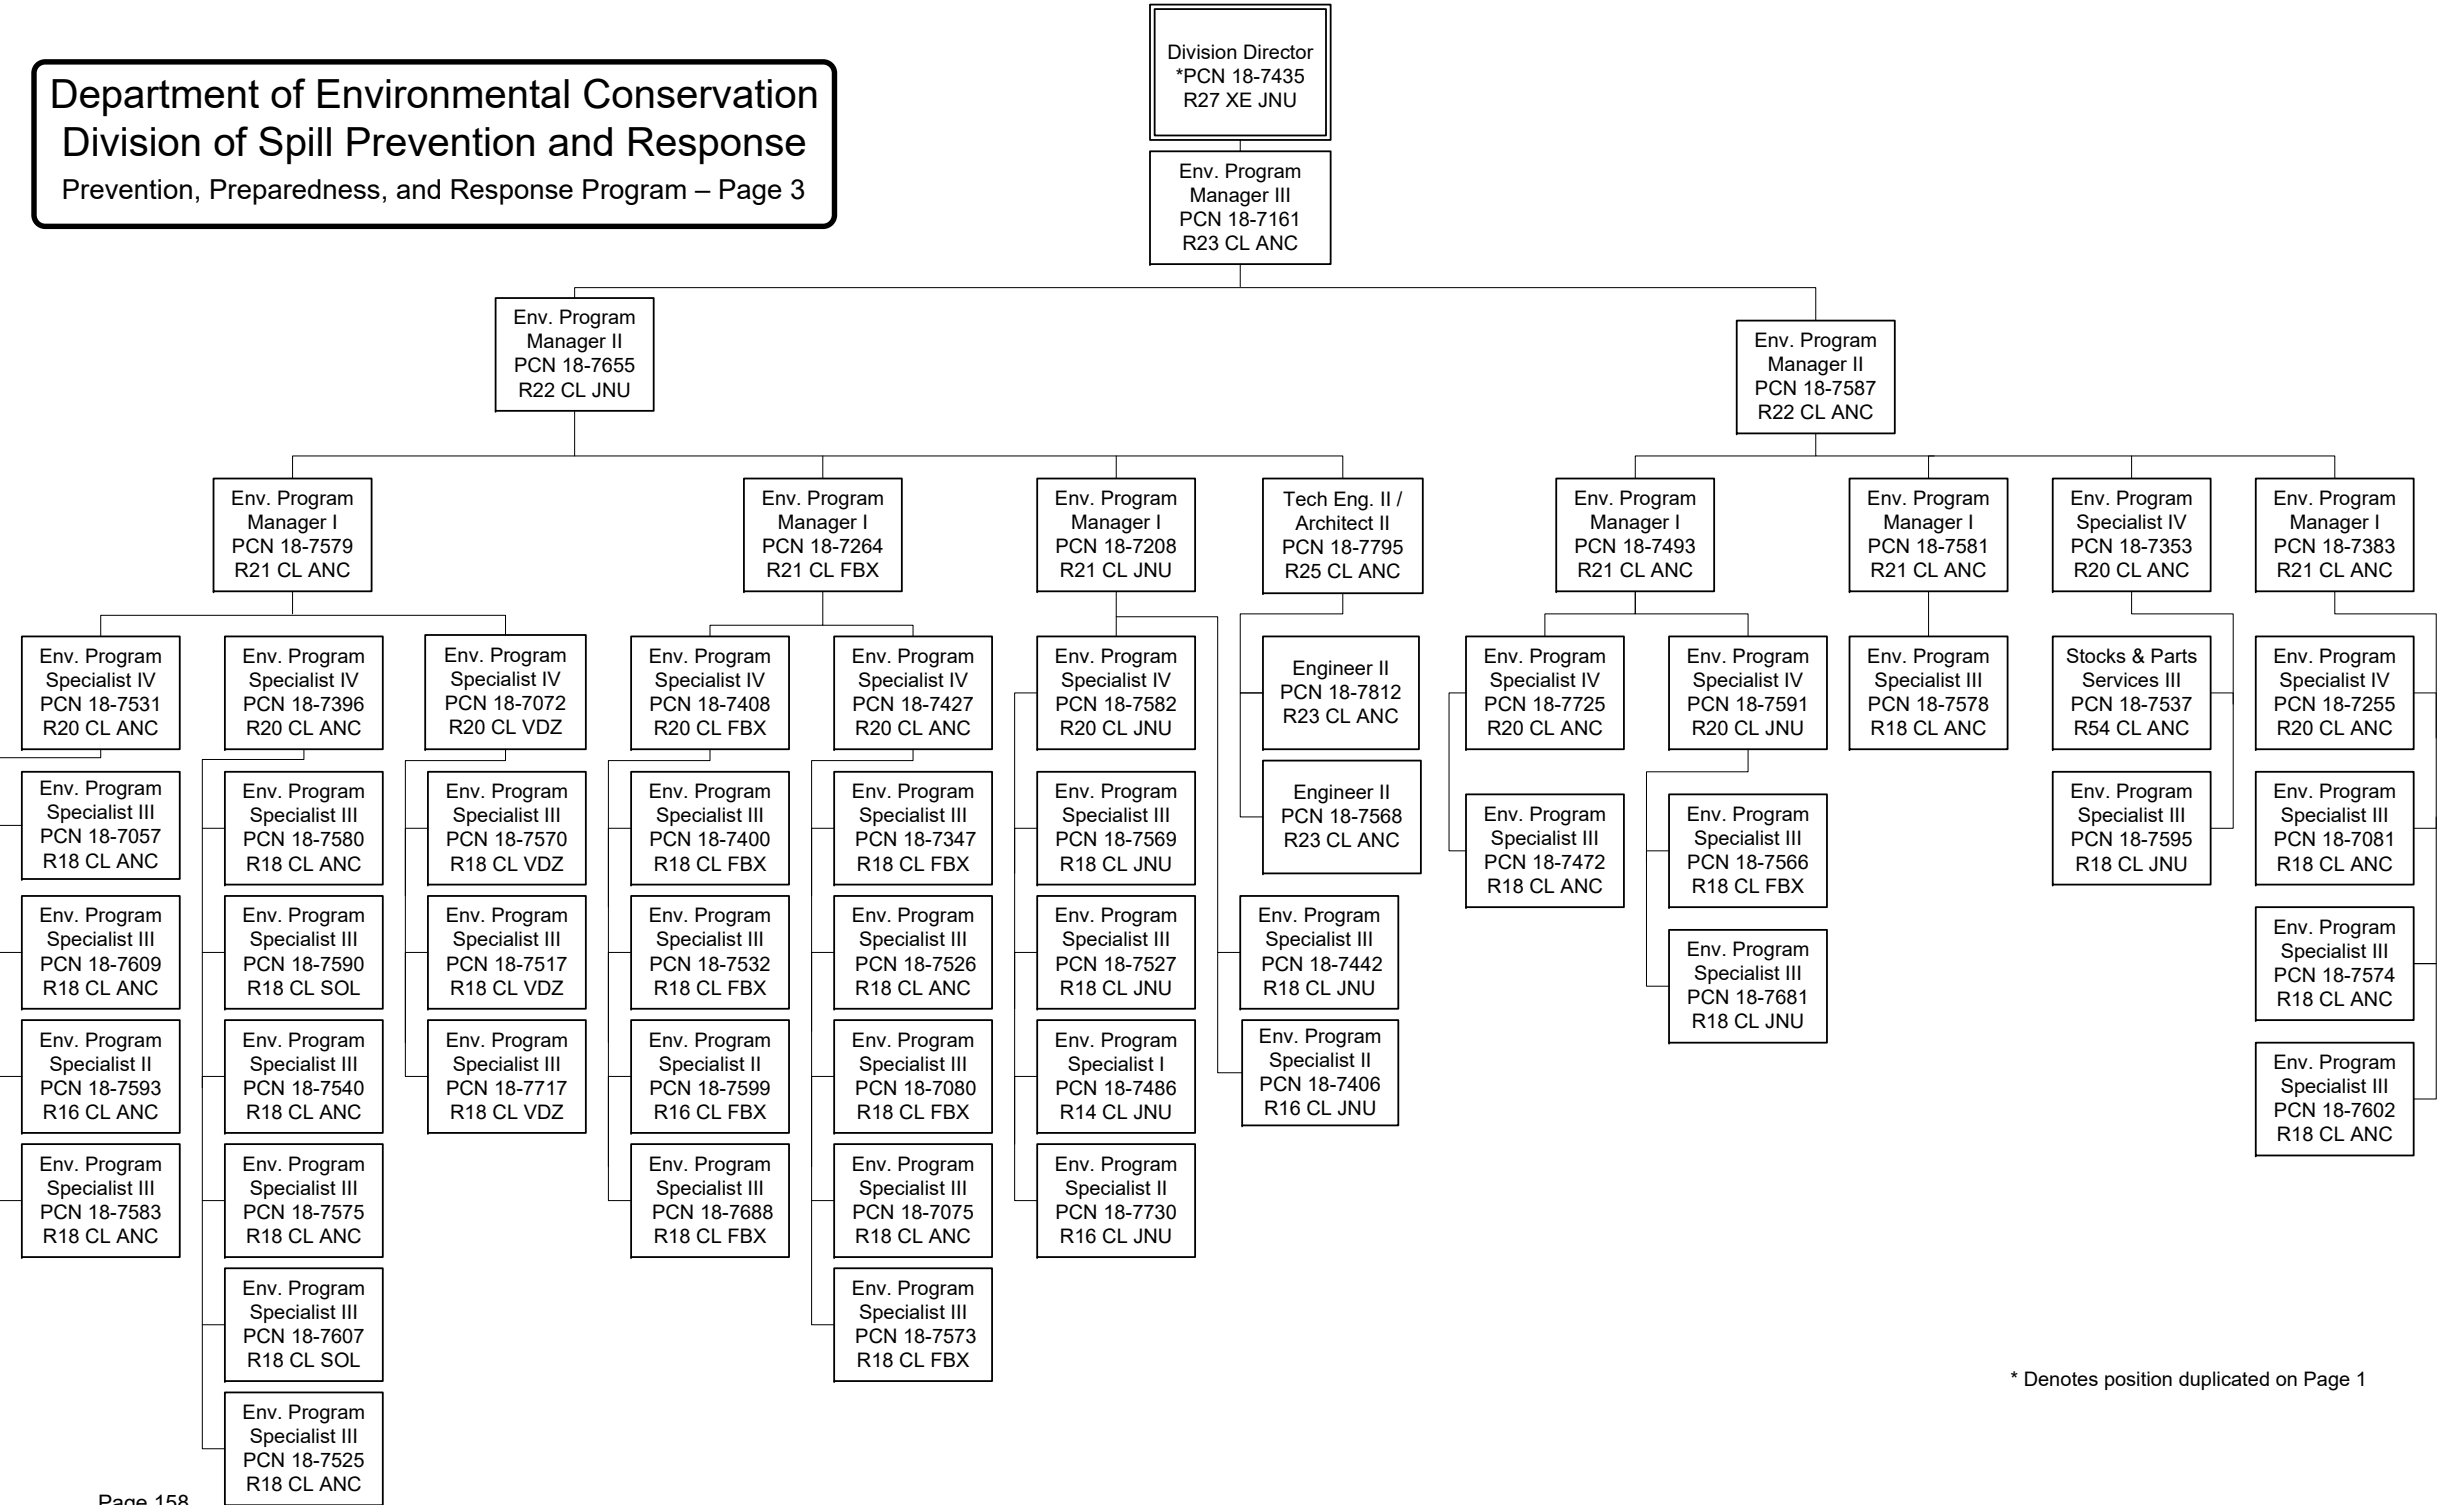 Department of Environmental Conservation
Division of Spill Prevention and Response
Prevention, Preparedness, and Response Program – Page 3
Division Director
*PCN 18-7435
R27 XE JNU
Env. Program
Manager III
PCN 18-7161
R23 CL ANC
Env. Program
Manager II
PCN 18-7655
R22 CL JNU
Env. Program
Manager II
PCN 18-7587
R22 CL ANC
Env. Program
Manager I
PCN 18-7579
R21 CL ANC
Env. Program
Manager I
PCN 18-7264
R21 CL FBX
Env. Program
Manager I
PCN 18-7208
R21 CL JNU
Tech Eng. II /
Architect II
PCN 18-7795
R25 CL ANC
Env. Program
Manager I
PCN 18-7493
R21 CL ANC
Env. Program
Manager I
PCN 18-7581
R21 CL ANC
Env. Program
Specialist IV
PCN 18-7353
R20 CL ANC
Env. Program
Manager I
PCN 18-7383
R21 CL ANC
Env. Program
Specialist IV
PCN 18-7531
R20 CL ANC
Env. Program
Specialist IV
PCN 18-7396
R20 CL ANC
Env. Program
Specialist IV
PCN 18-7072
R20 CL VDZ
Env. Program
Specialist IV
PCN 18-7408
R20 CL FBX
Env. Program
Specialist IV
PCN 18-7427
R20 CL ANC
Env. Program
Specialist IV
PCN 18-7582
R20 CL JNU
Engineer II
PCN 18-7812
R23 CL ANC
Env. Program
Specialist IV
PCN 18-7725
R20 CL ANC
Env. Program
Specialist IV
PCN 18-7591
R20 CL JNU
Env. Program
Specialist III
PCN 18-7578
R18 CL ANC
Stocks & Parts
Services III
PCN 18-7537
R54 CL ANC
Env. Program
Specialist IV
PCN 18-7255
R20 CL ANC
Env. Program
Specialist III
PCN 18-7057
R18 CL ANC
Env. Program
Specialist III
PCN 18-7580
R18 CL ANC
Env. Program
Specialist III
PCN 18-7570
R18 CL VDZ
Env. Program
Specialist III
PCN 18-7400
R18 CL FBX
Env. Program
Specialist III
PCN 18-7347
R18 CL FBX
Env. Program
Specialist III
PCN 18-7569
R18 CL JNU
Engineer II
PCN 18-7568
R23 CL ANC
Env. Program
Specialist III
PCN 18-7472
R18 CL ANC
Env. Program
Specialist III
PCN 18-7566
R18 CL FBX
Env. Program
Specialist III
PCN 18-7595
R18 CL JNU
Env. Program
Specialist III
PCN 18-7081
R18 CL ANC
Env. Program
Specialist III
PCN 18-7609
R18 CL ANC
Env. Program
Specialist III
PCN 18-7590
R18 CL SOL
Env. Program
Specialist III
PCN 18-7517
R18 CL VDZ
Env. Program
Specialist III
PCN 18-7532
R18 CL FBX
Env. Program
Specialist III
PCN 18-7526
R18 CL ANC
Env. Program
Specialist III
PCN 18-7527
R18 CL JNU
Env. Program
Specialist III
PCN 18-7442
R18 CL JNU
Env. Program
Specialist III
PCN 18-7681
R18 CL JNU
Env. Program
Specialist III
PCN 18-7574
R18 CL ANC
Env. Program
Specialist II
PCN 18-7593
R16 CL ANC
Env. Program
Specialist III
PCN 18-7540
R18 CL ANC
Env. Program
Specialist III
PCN 18-7717
R18 CL VDZ
Env. Program
Specialist II
PCN 18-7599
R16 CL FBX
Env. Program
Specialist III
PCN 18-7080
R18 CL FBX
Env. Program
Specialist I
PCN 18-7486
R14 CL JNU
Env. Program
Specialist II
PCN 18-7406
R16 CL JNU
Env. Program
Specialist III
PCN 18-7602
R18 CL ANC
Env. Program
Specialist III
PCN 18-7583
R18 CL ANC
Env. Program
Specialist III
PCN 18-7575
R18 CL ANC
Env. Program
Specialist III
PCN 18-7688
R18 CL FBX
Env. Program
Specialist III
PCN 18-7075
R18 CL ANC
Env. Program
Specialist II
PCN 18-7730
R16 CL JNU
Env. Program
Specialist III
PCN 18-7607
R18 CL SOL
Env. Program
Specialist III
PCN 18-7573
R18 CL FBX
Env. Program
Specialist III
PCN 18-7525
R18 CL ANC
* Denotes position duplicated on Page 1
Page 158